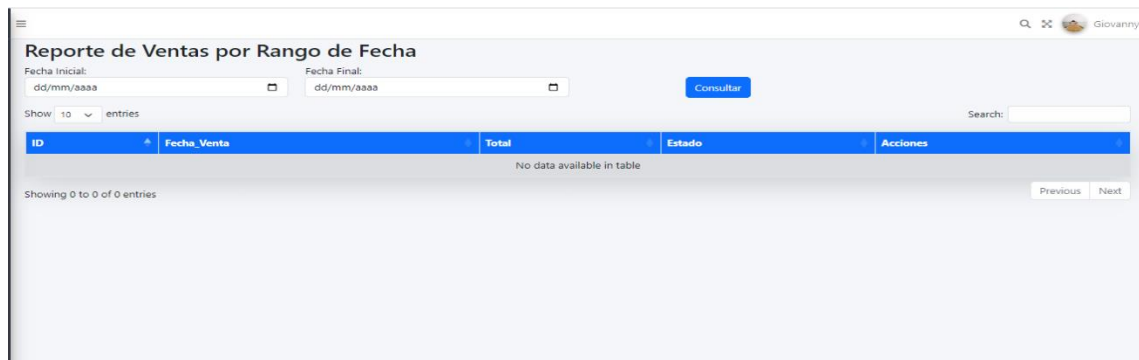 Giovanny
Reporte de Ventas por Rango de Fecha
Fecha Inicial: Fecha Final:
dd/mm/aaaa dd/mm/aaaa Consultar
Show 10 entries Search:
ID Fecha_Venta Total Estado Acciones
No data available in table
Showing 0 to 0 of 0 entries Previous Next